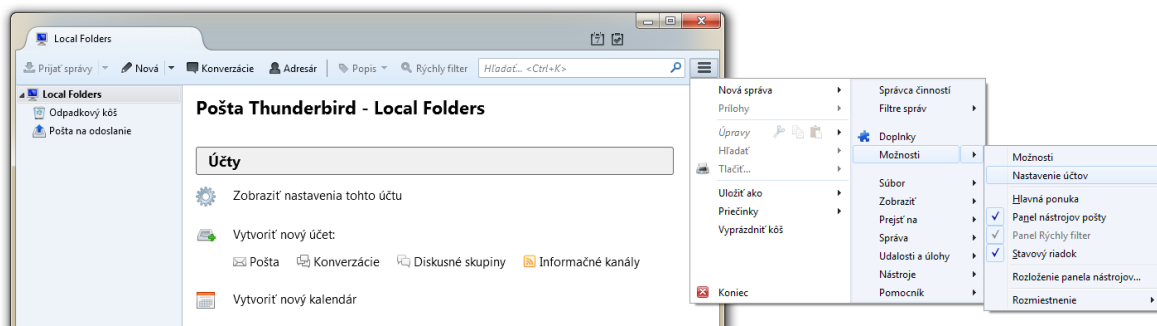 Local Folders
Prijať správy Nová Konverzácie Adresár Popis Rýchly filter Hľadať... <Ctrl+K>
Local Folders
Odpadkový kôš
Pošta na odoslanie
Pošta Thunderbird - Local Folders
Účty
Zobraziť nastavenia tohto účtu
Vytvoriť nový účet:
Pošta Konverzácie Diskusné skupiny Informačné kanály
Vytvoriť nový kalendár
Nová správa
Prílohy
Úpravy
Hľadať
Tlačiť...
Uložiť ako
Priečinky
Vyprázdniť kôš
Koniec
Správca činností
Filtre správ
Doplnky
Možnosti
Súbor
Zobraziť
Prejsť na
Správa
Udalosti a úlohy
Nástroje
Pomocník
Možnosti
Nastavenie účtov
Hlavná ponuka
Panel nástrojov pošty
Panel Rýchly filter
Stavový riadok
Rozloženie panela nástrojov...
Rozmiestnenie